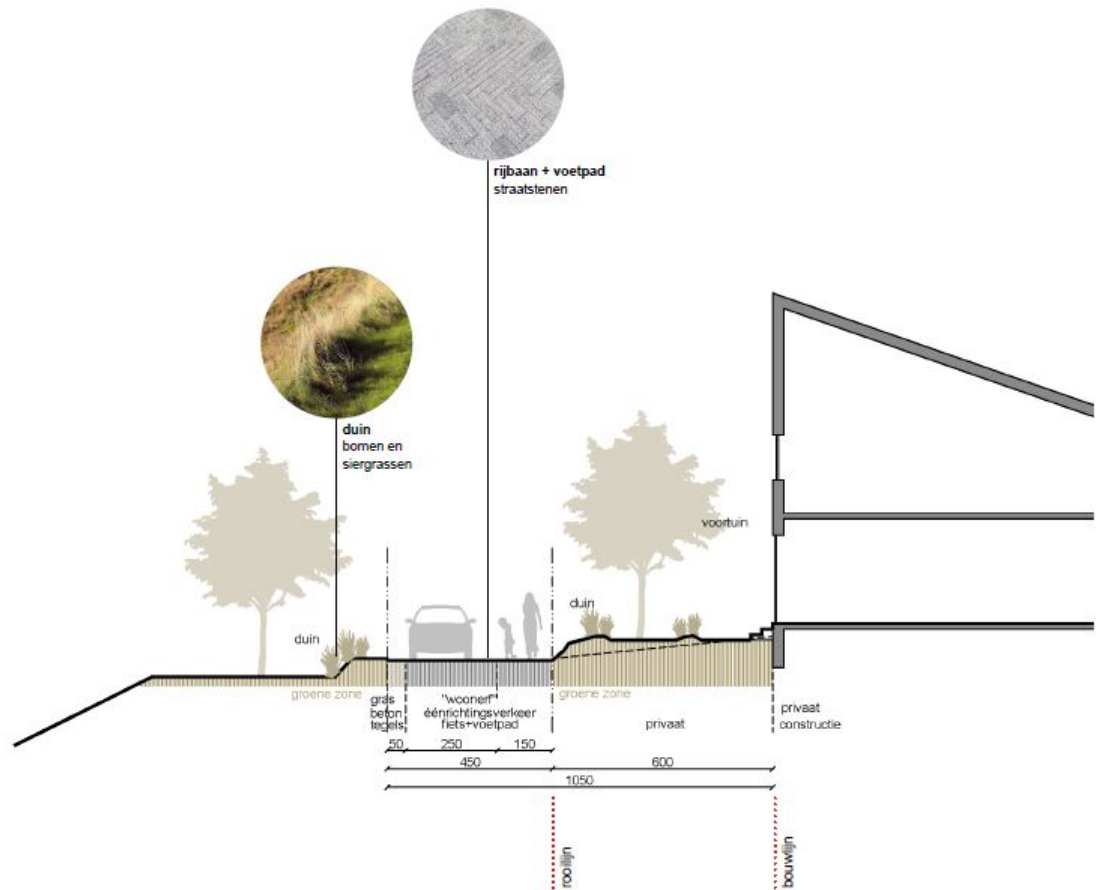 rijbaan + voetpad
straatstenen
duin
bomen en
siergrassen
voortuin
duin
duin
groene zone
groene zone
gras
beton
tegels
"woonerf"
éénrichtingsverkeer
fiets+voetpad
privaat
privaat
constructie
50
250
150
450
600
1050
rooilijn
bouwlijn